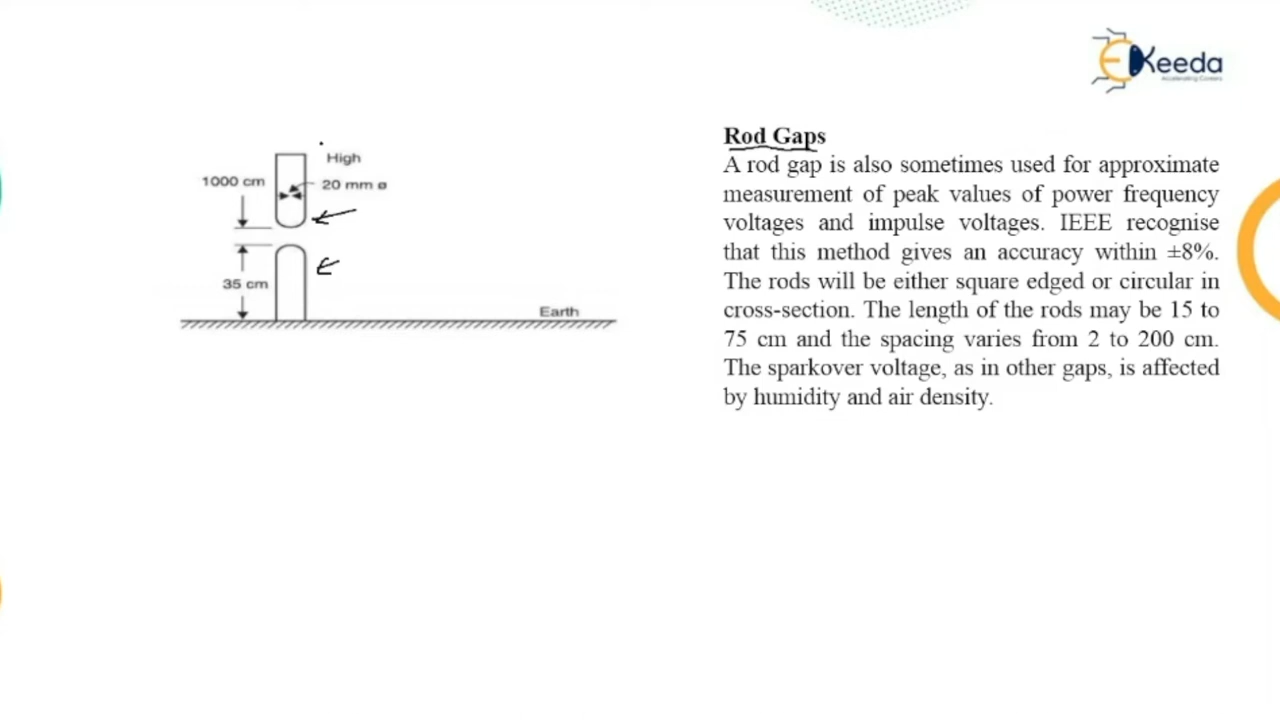 Keeda
Accelerating Careers
High
1000 cm
20 mm ø
35 cm
Earth
Rod Gaps
A rod gap is also sometimes used for approximate
measurement of peak values of power frequency
voltages and impulse voltages. IEEE recognise
that this method gives an accuracy within ±8%.
The rods will be either square edged or circular in
cross-section. The length of the rods may be 15 to
75 cm and the spacing varies from 2 to 200 cm.
The sparkover voltage, as in other gaps, is affected
by humidity and air density.